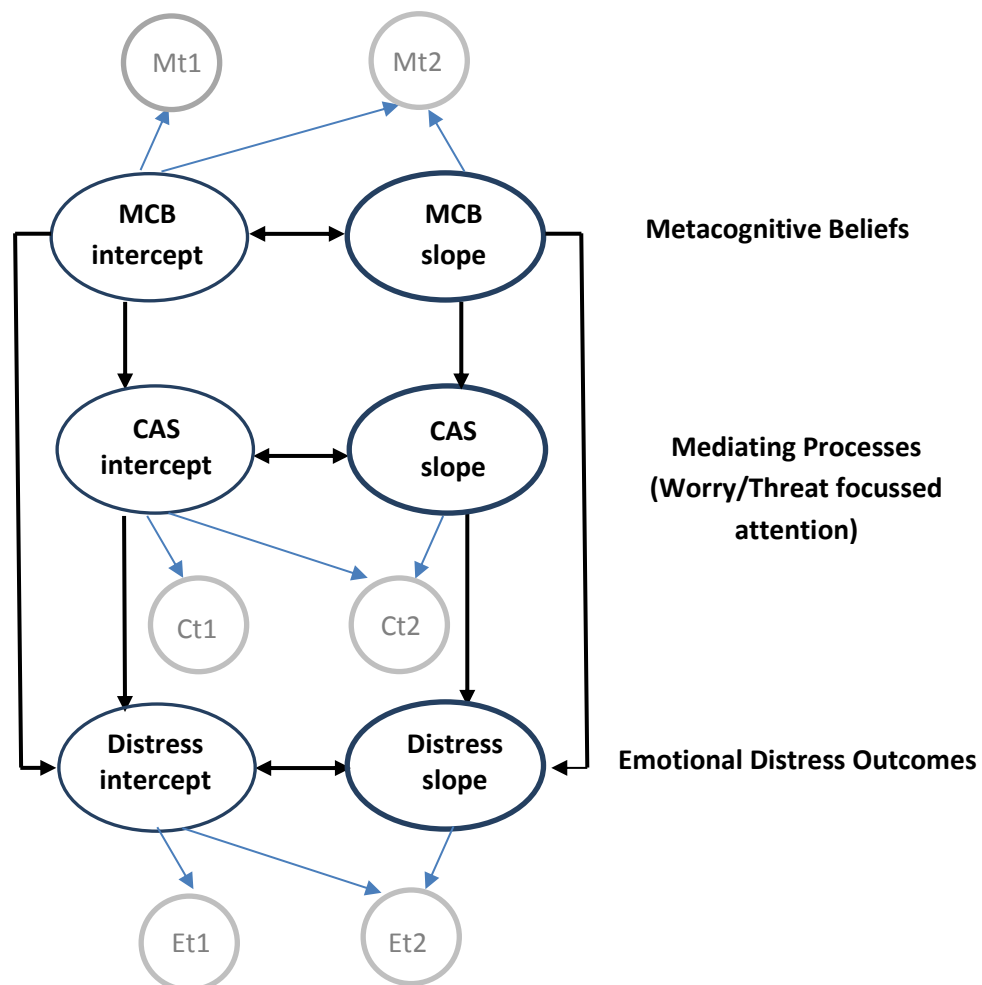 Mt1
Mt2
MCB
intercept
MCB
slope
Metacognitive Beliefs
CAS
intercept
CAS
slope
Mediating Processes
(Worry/Threat focussed
attention)
Ct1
Ct2
Distress
intercept
Distress
slope
Emotional Distress Outcomes
Et1
Et2